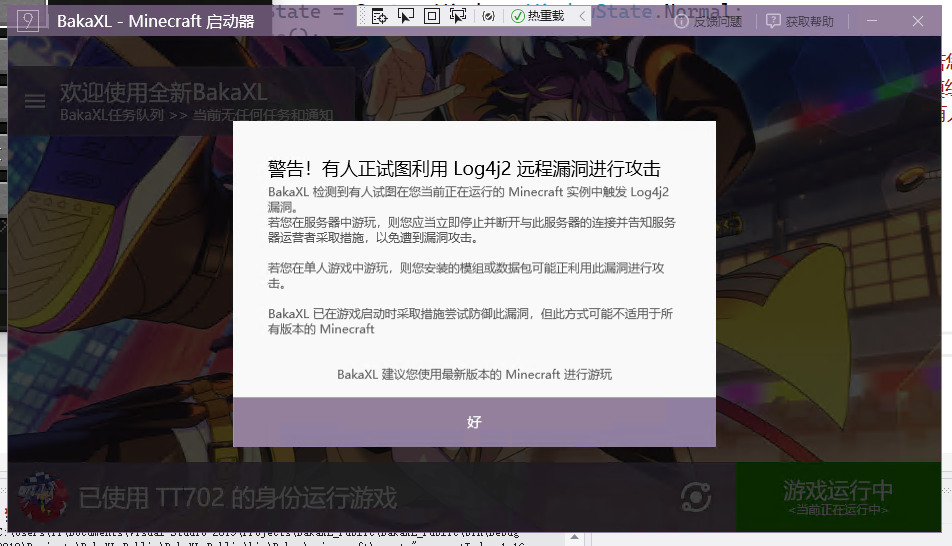 BakaXL - Minecraft 启动器
热重载
反馈问题
获取帮助
欢迎使用全新BakaXL
BakaXL任务队列 >> 当前无任何任务和通知
警告！有人正试图利用 Log4j2 远程漏洞进行攻击
BakaXL 检测到有人试图在您当前正在运行的 Minecraft 实例中触发 Log4j2
漏洞。
若您在服务器中游玩，则您应当立即停止并断开与此服务器的连接并告知服务
器运营者采取措施，以免遭到漏洞攻击。
若您在单人游戏中游玩，则您安装的模组或数据包可能正利用此漏洞进行攻
击。
BakaXL 已在游戏启动时采取措施尝试防御此漏洞，但此方式可能不适用于所
有版本的 Minecraft
BakaXL 建议您使用最新版本的 Minecraft 进行游玩
好
已使用 TT702 的身份运行游戏
游戏运行中
<当前正在运行中>